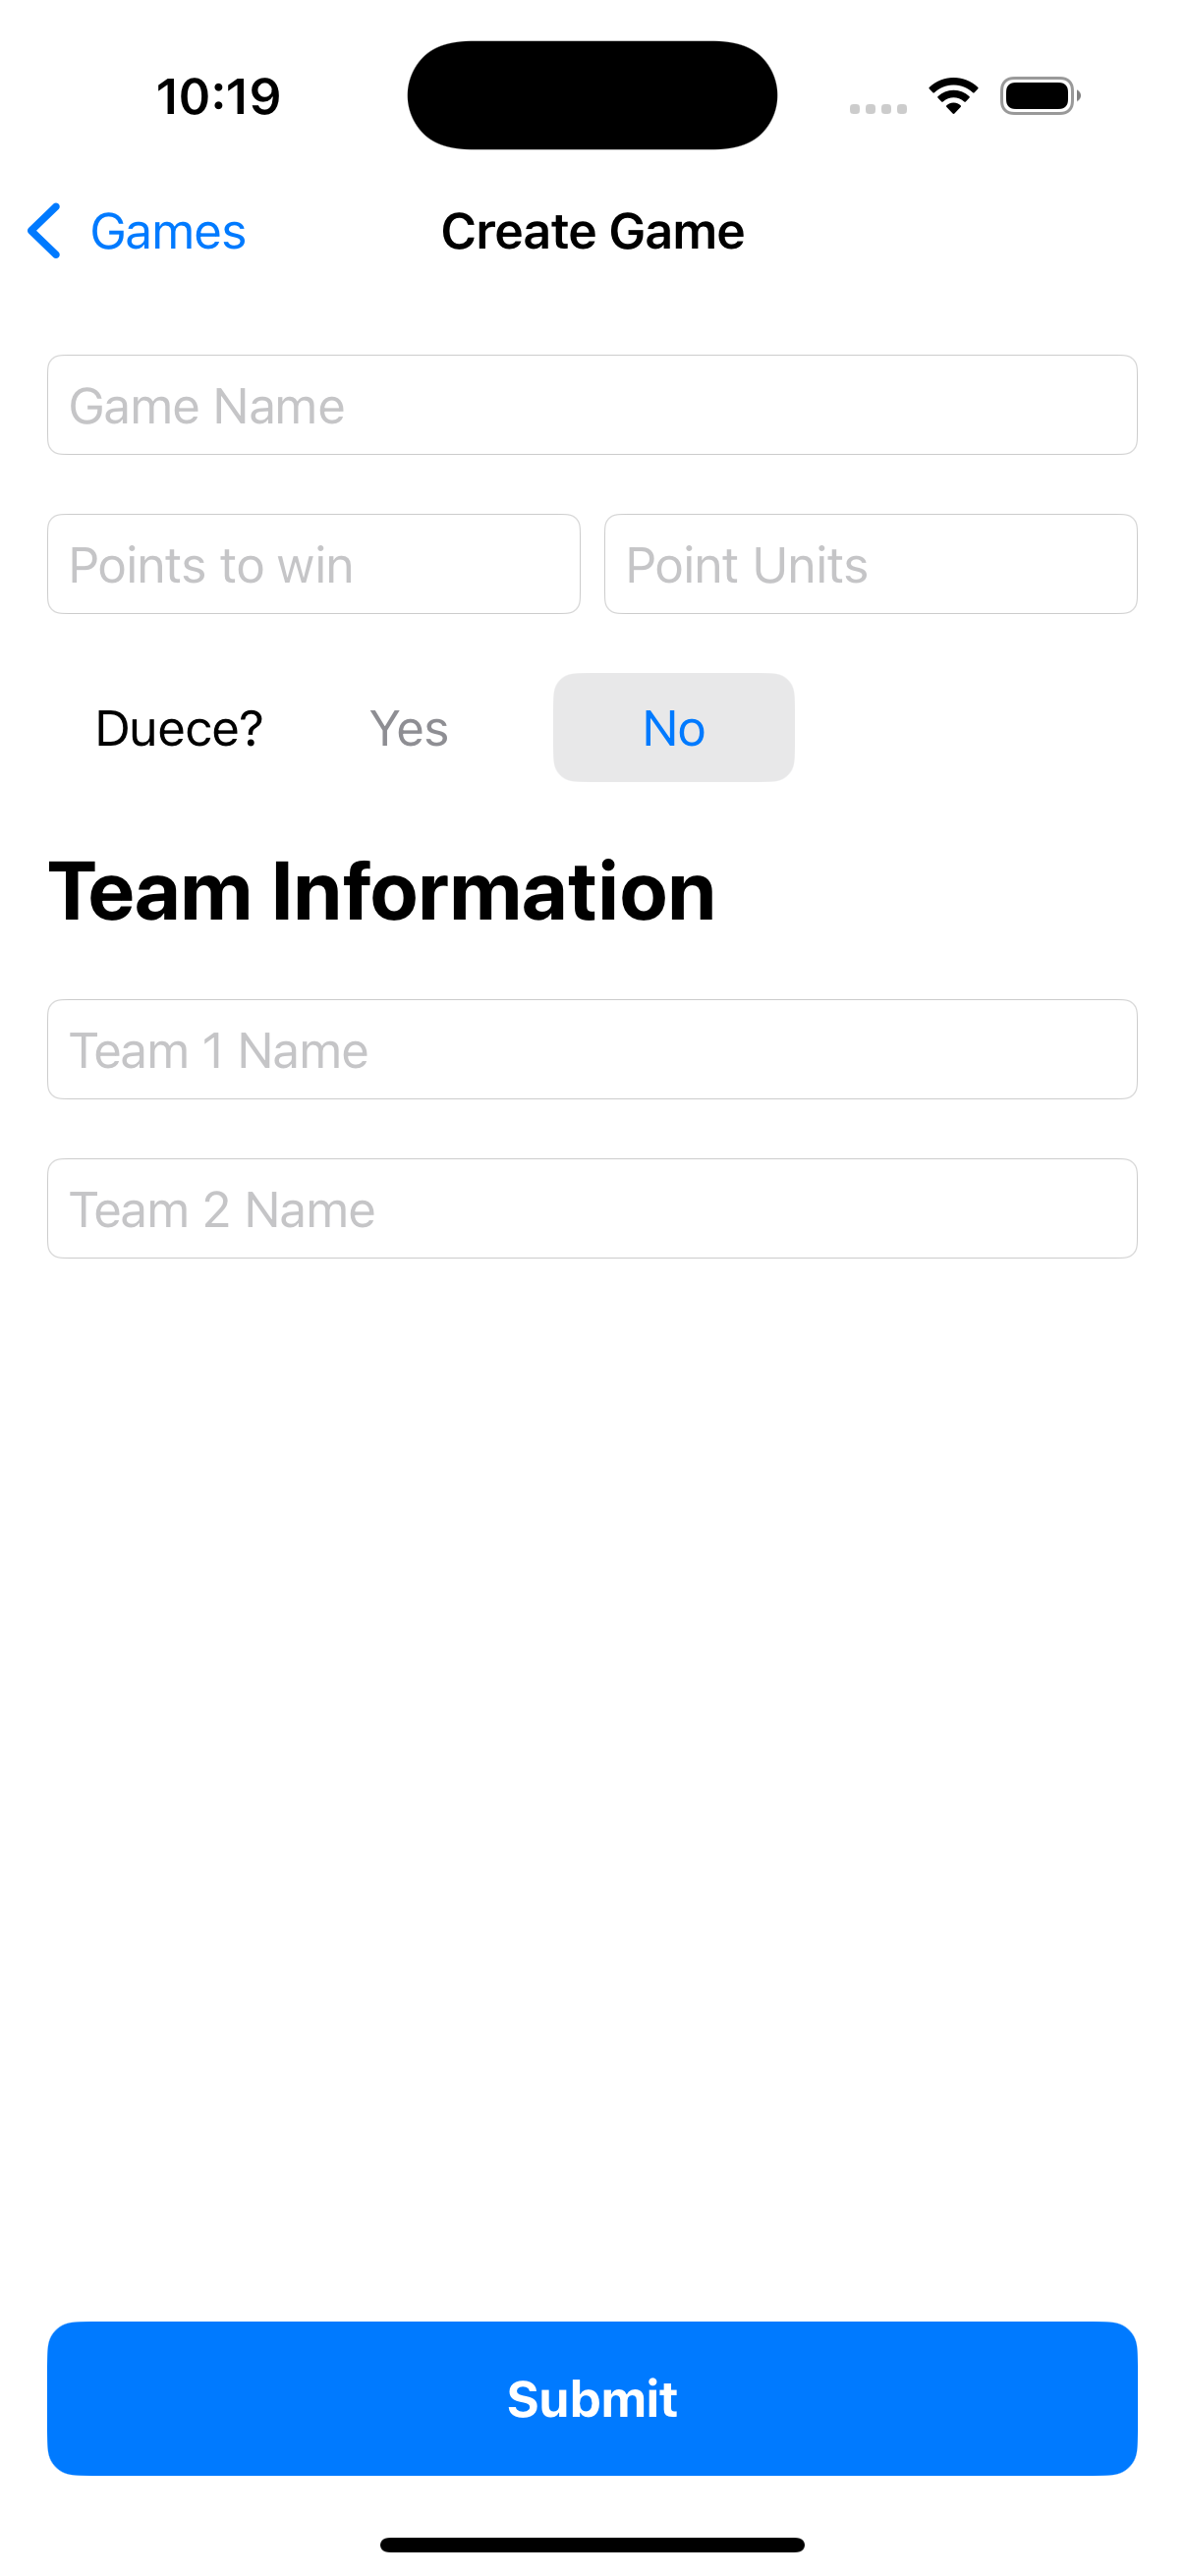 10:19
Games Create Game
Game Name
Points to win Point Units
Duece? Yes No
Team Information
Team 1 Name
Team 2 Name
Submit